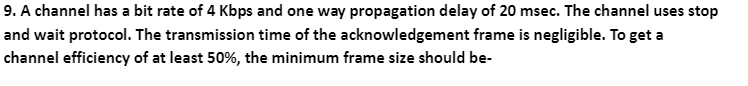 9. A channel has a bit rate of 4 Kbps and one way propagation delay of 20 msec. The channel uses stop
and wait protocol. The transmission time of the acknowledgement frame is negligible. To get a
channel efficiency of at least 50%, the minimum frame size should be-